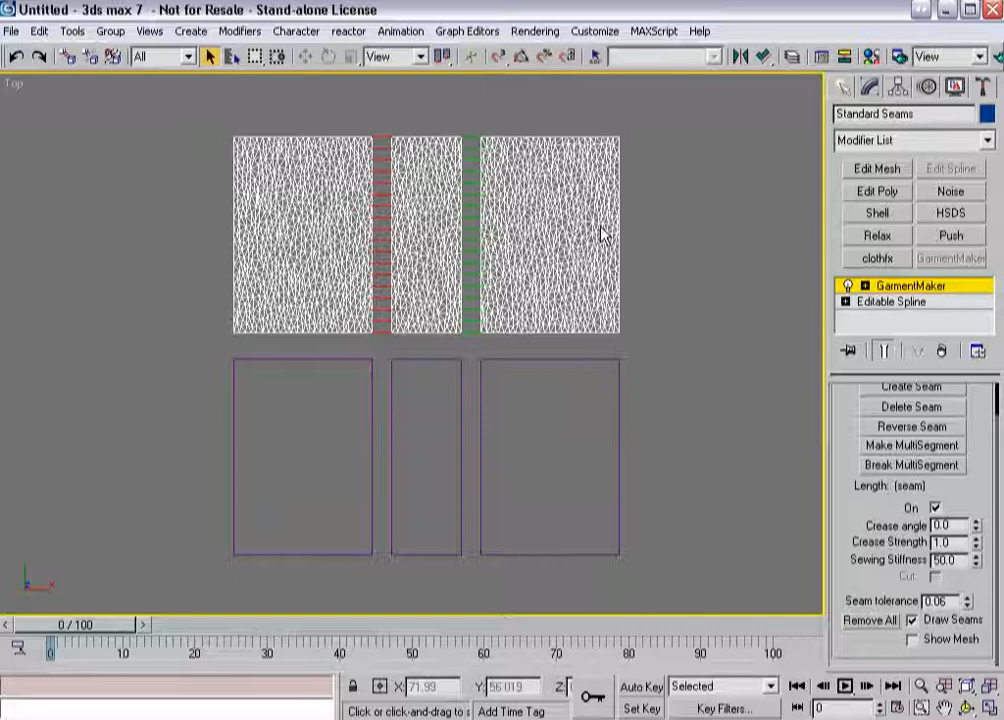 Untitled - 3ds max 7 - Not for Resale - Stand-alone License
File Edit Tools Group Views Create Modifiers Character reactor Animation Graph Editors Rendering Customize MAXScript Help
All View View
Top
Standard Seams
Modifier List
Edit Mesh Edit Spline
Edit Poly Noise
Shell HSDS
Relax Push
clothfx GarmentMaker
GarmentMaker
Editable Spline
Create Seam
Delete Seam
Reverse Seam
Make MultiSegment
Break MultiSegment
Length: (seam)
On
Crease angle 0.0
Crease Strength 1.0
Sewing Stiffness 50.0
Cut:
Seam tolerance 0.06
Remove All Draw Seams
Show Mesh
0 / 100
0 10 20 30 40 50 60 70 80 90 100
X: 71.99 Y: 56.019 Z: Auto Key Selected
Click or click-and-drag to s Add Time Tag Set Key Key Filters... 0